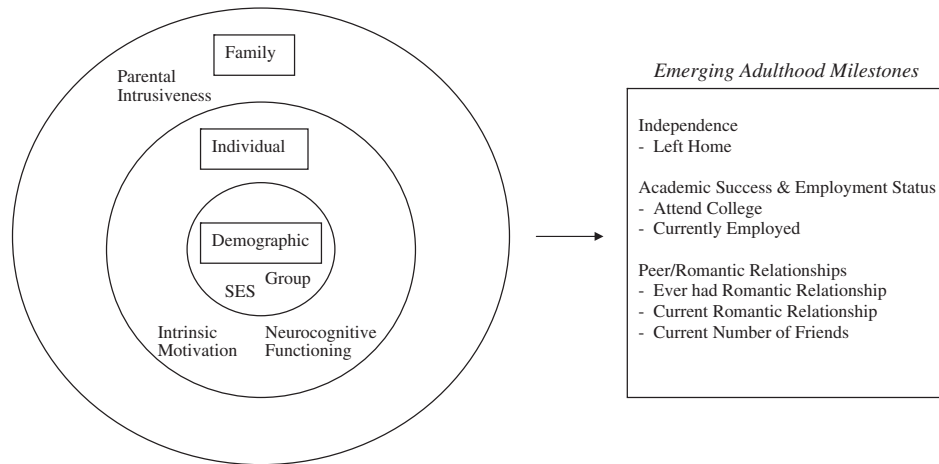 Family
Parental
Intrusiveness
Individual
Demographic
Group
SES
Intrinsic
Motivation
Neurocognitive
Functioning
Emerging Adulthood Milestones
Independence
- Left Home
Academic Success & Employment Status
- Attend College
- Currently Employed
Peer/Romantic Relationships
- Ever had Romantic Relationship
- Current Romantic Relationship
- Current Number of Friends